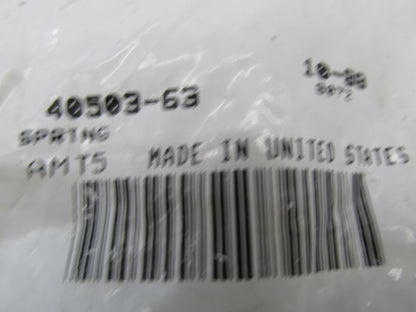 10-88
40503-63
SPRING
AMT5 MADE IN UNITED STATES